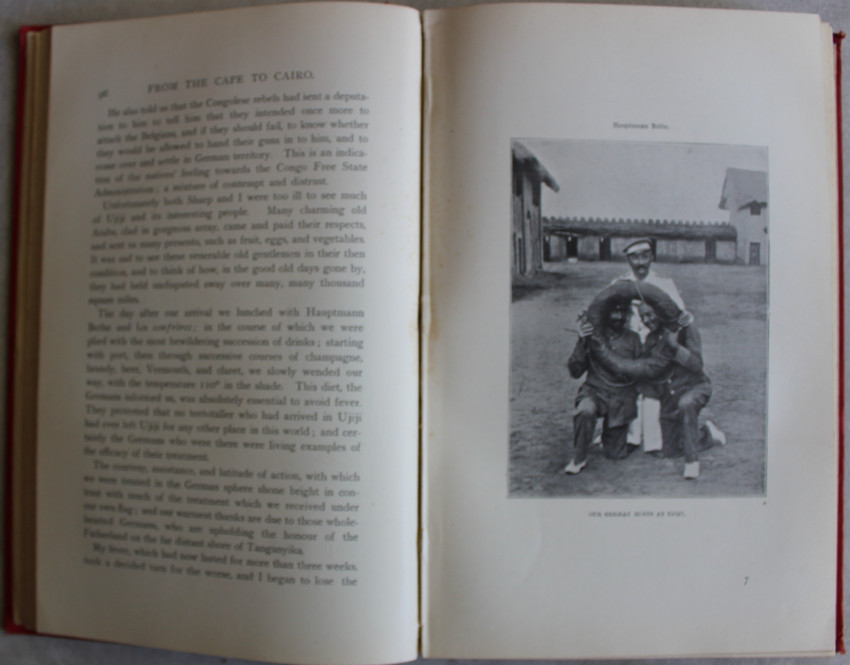 96
FROM THE CAPE TO CAIRO.
He also told us that the Congolese rebels had sent a deputa-
tion to him to tell him that they intended once more to
attack the Belgians, and if they should fail, to know whether
they would be allowed to hand their guns in to him, and to
come over and settle in German territory. This is an indica-
tion of the natives' feeling towards the Congo Free State
Administration: a mixture of contempt and distrust.
Unfortunately both Sharp and I were too ill to see much
of Ujiji and its interesting people. Many charming old
Arabs, clad in gorgeous array, came and paid their respects,
and sent us many presents, such as fruit, eggs, and vegetables.
It was sad to see these venerable old gentlemen in their then
condition, and to think of how, in the good old days gone by,
they had held undisputed sway over many, many thousand
square miles.
The day after our arrival we lunched with Hauptmann
Bethe and his confrères: in the course of which we were
plied with the most bewildering succession of drinks; starting
with port, then through successive courses of champagne,
brandy, beer, Vermouth, and claret, we slowly wended our
way, with the temperature 110° in the shade. This diet, the
Germans informed us, was absolutely essential to avoid fever.
They protested that no teetotaller who had arrived in Ujiji
had ever left Ujiji for any other place in this world; and cer-
tainly the Germans who were there were living examples of
the efficacy of their treatment.
The courtesy, assistance, and latitude of action, with which
we were treated in the German sphere shone bright in con-
trast with much of the treatment which we received under
our own flag; and our warmest thanks are due to those whole-
hearted Germans, who are upholding the honour of the
Fatherland on the far distant shore of Tanganyika.
My fever, which had now lasted for more than three weeks,
took a decided turn for the worse, and I began to lose the
Hauptmann Bethe.
OUR GERMAN HOSTS AT UJIJI.
7